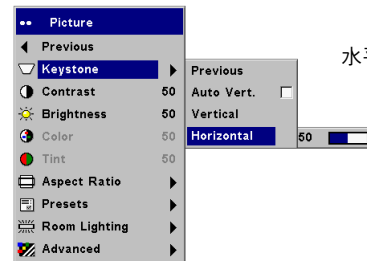 Picture
Previous
Keystone
Contrast 50
Brightness 50
Color 50
Tint 50
Aspect Ratio
Presets
Room Lighting
Advanced
Previous
Auto Vert.
Vertical
Horizontal 50
水平